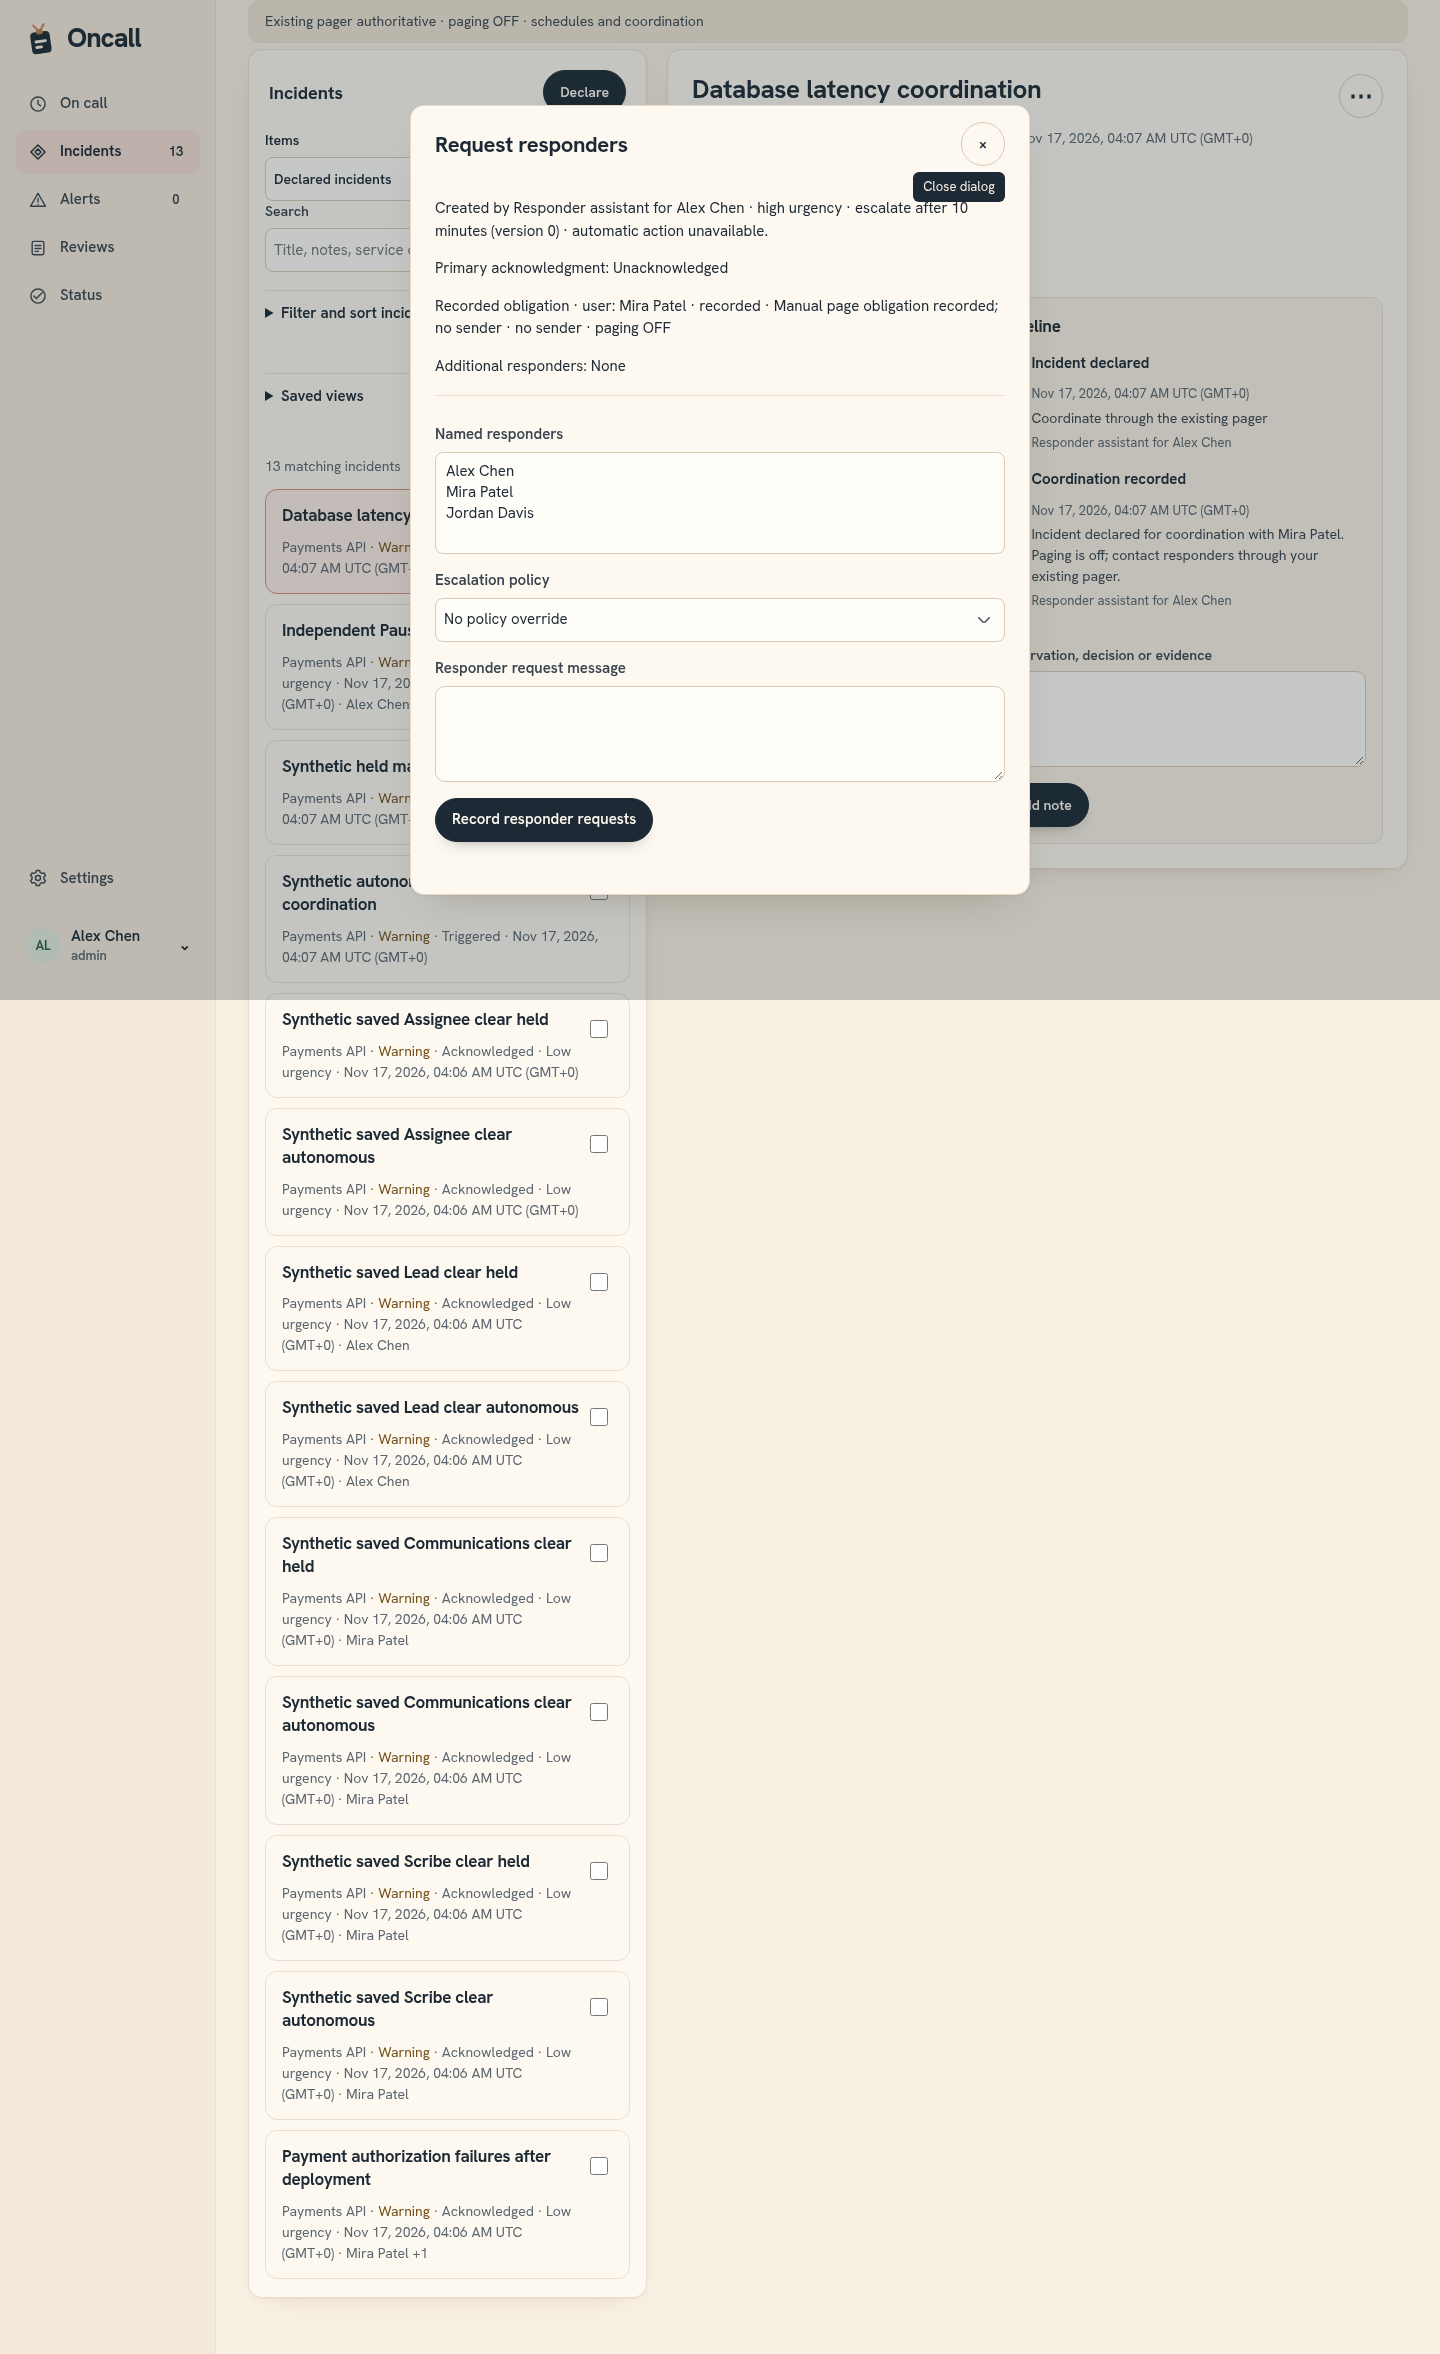 Oncall
On call
Incidents 13
Alerts 0
Reviews
Status
Settings
AL
Alex Chen
admin
Existing pager authoritative · paging OFF · schedules and coordination
Incidents
Declare
Items
Declared incidents
Search
Title, notes, service
Filter and sort
Saved views
13 matching incidents
Database latency
Payments API ·
04:07 AM UTC
Independent
Payments API ·
urgency · Nov 17,
(GMT+0) · Alex Chen
Synthetic held
Payments API ·
04:07 AM UTC
Synthetic
coordination
Payments API · Warning · Triggered · Nov 17, 2026,
04:07 AM UTC (GMT+0)
Synthetic saved Assignee clear held
Payments API · Warning · Acknowledged · Low
urgency · Nov 17, 2026, 04:06 AM UTC (GMT+0)
Synthetic saved Assignee clear
autonomous
Payments API · Warning · Acknowledged · Low
urgency · Nov 17, 2026, 04:06 AM UTC (GMT+0)
Synthetic saved Lead clear held
Payments API · Warning · Acknowledged · Low
urgency · Nov 17, 2026, 04:06 AM UTC
(GMT+0) · Alex Chen
Synthetic saved Lead clear autonomous
Payments API · Warning · Acknowledged · Low
urgency · Nov 17, 2026, 04:06 AM UTC
(GMT+0) · Alex Chen
Synthetic saved Communications clear
held
Payments API · Warning · Acknowledged · Low
urgency · Nov 17, 2026, 04:06 AM UTC
(GMT+0) · Mira Patel
Synthetic saved Communications clear
autonomous
Payments API · Warning · Acknowledged · Low
urgency · Nov 17, 2026, 04:06 AM UTC
(GMT+0) · Mira Patel
Synthetic saved Scribe clear held
Payments API · Warning · Acknowledged · Low
urgency · Nov 17, 2026, 04:06 AM UTC
(GMT+0) · Mira Patel
Synthetic saved Scribe clear
autonomous
Payments API · Warning · Acknowledged · Low
urgency · Nov 17, 2026, 04:06 AM UTC
(GMT+0) · Mira Patel
Payment authorization failures after
deployment
Payments API · Warning · Acknowledged · Low
urgency · Nov 17, 2026, 04:06 AM UTC
(GMT+0) · Mira Patel +1
Request responders
×
Close dialog
Created by Responder assistant for Alex Chen · high urgency · escalate after 10
minutes (version 0) · automatic action unavailable.
Primary acknowledgment: Unacknowledged
Recorded obligation · user: Mira Patel · recorded · Manual page obligation recorded;
no sender · no sender · paging OFF
Additional responders: None
Named responders
Alex Chen
Mira Patel
Jordan Davis
Escalation policy
No policy override
Responder request message
Record responder requests
Database latency coordination
17, 2026, 04:07 AM UTC (GMT+0)
Incident declared
Nov 17, 2026, 04:07 AM UTC (GMT+0)
Coordinate through the existing pager
Responder assistant for Alex Chen
Coordination recorded
Nov 17, 2026, 04:07 AM UTC (GMT+0)
Incident declared for coordination with Mira Patel.
Paging is off; contact responders through your
existing pager.
Responder assistant for Alex Chen
decision or evidence
note